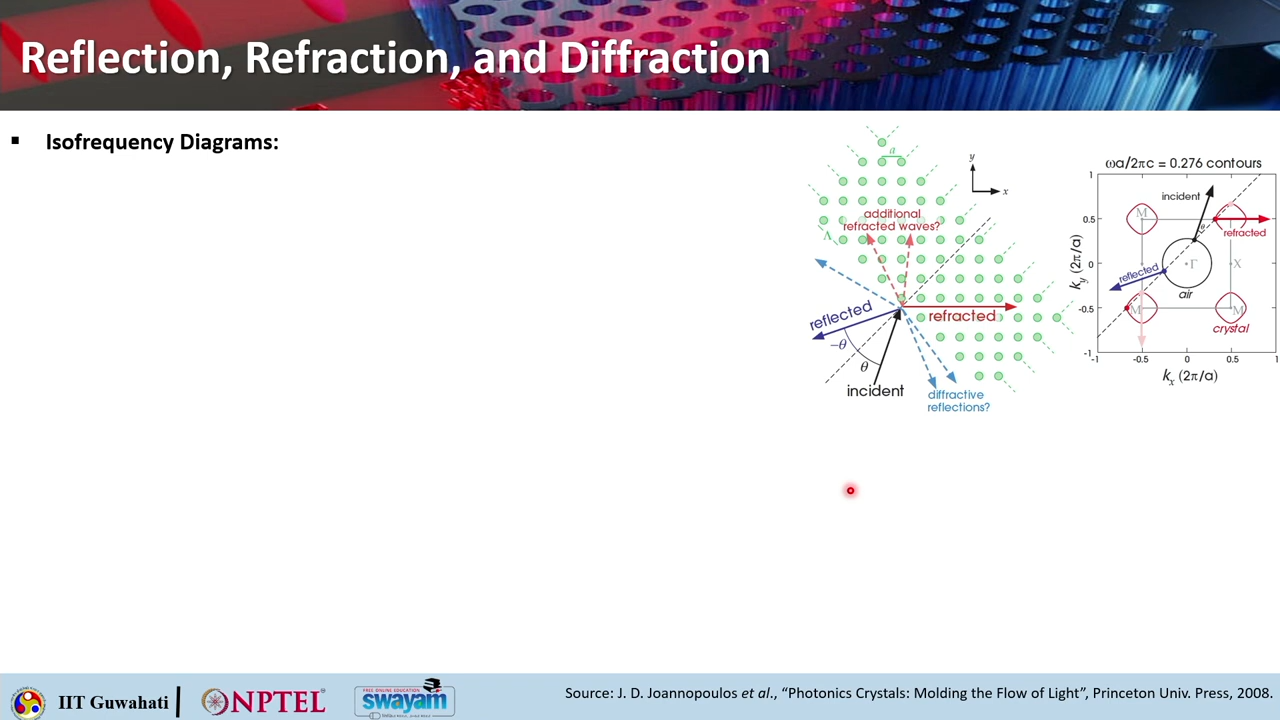 Reflection, Refraction, and Diffraction
▪ Isofrequency Diagrams:
a
y
x
additional
refracted waves?
Λ
reflected
refracted
−θ
θ
incident
diffractive
reflections?
ωa/2πc = 0.276 contours
1
incident
M
0.5
refracted
θ
k_y (2π/a)
0
Γ
X
reflected
air
M
M
-0.5
crystal
-1
-1
-0.5
0
0.5
1
k_x (2π/a)
IIT Guwahati
NPTEL
FREE ONLINE EDUCATION
swayam
Source: J. D. Joannopoulos et al., “Photonic Crystals: Molding the Flow of Light”, Princeton Univ. Press, 2008.